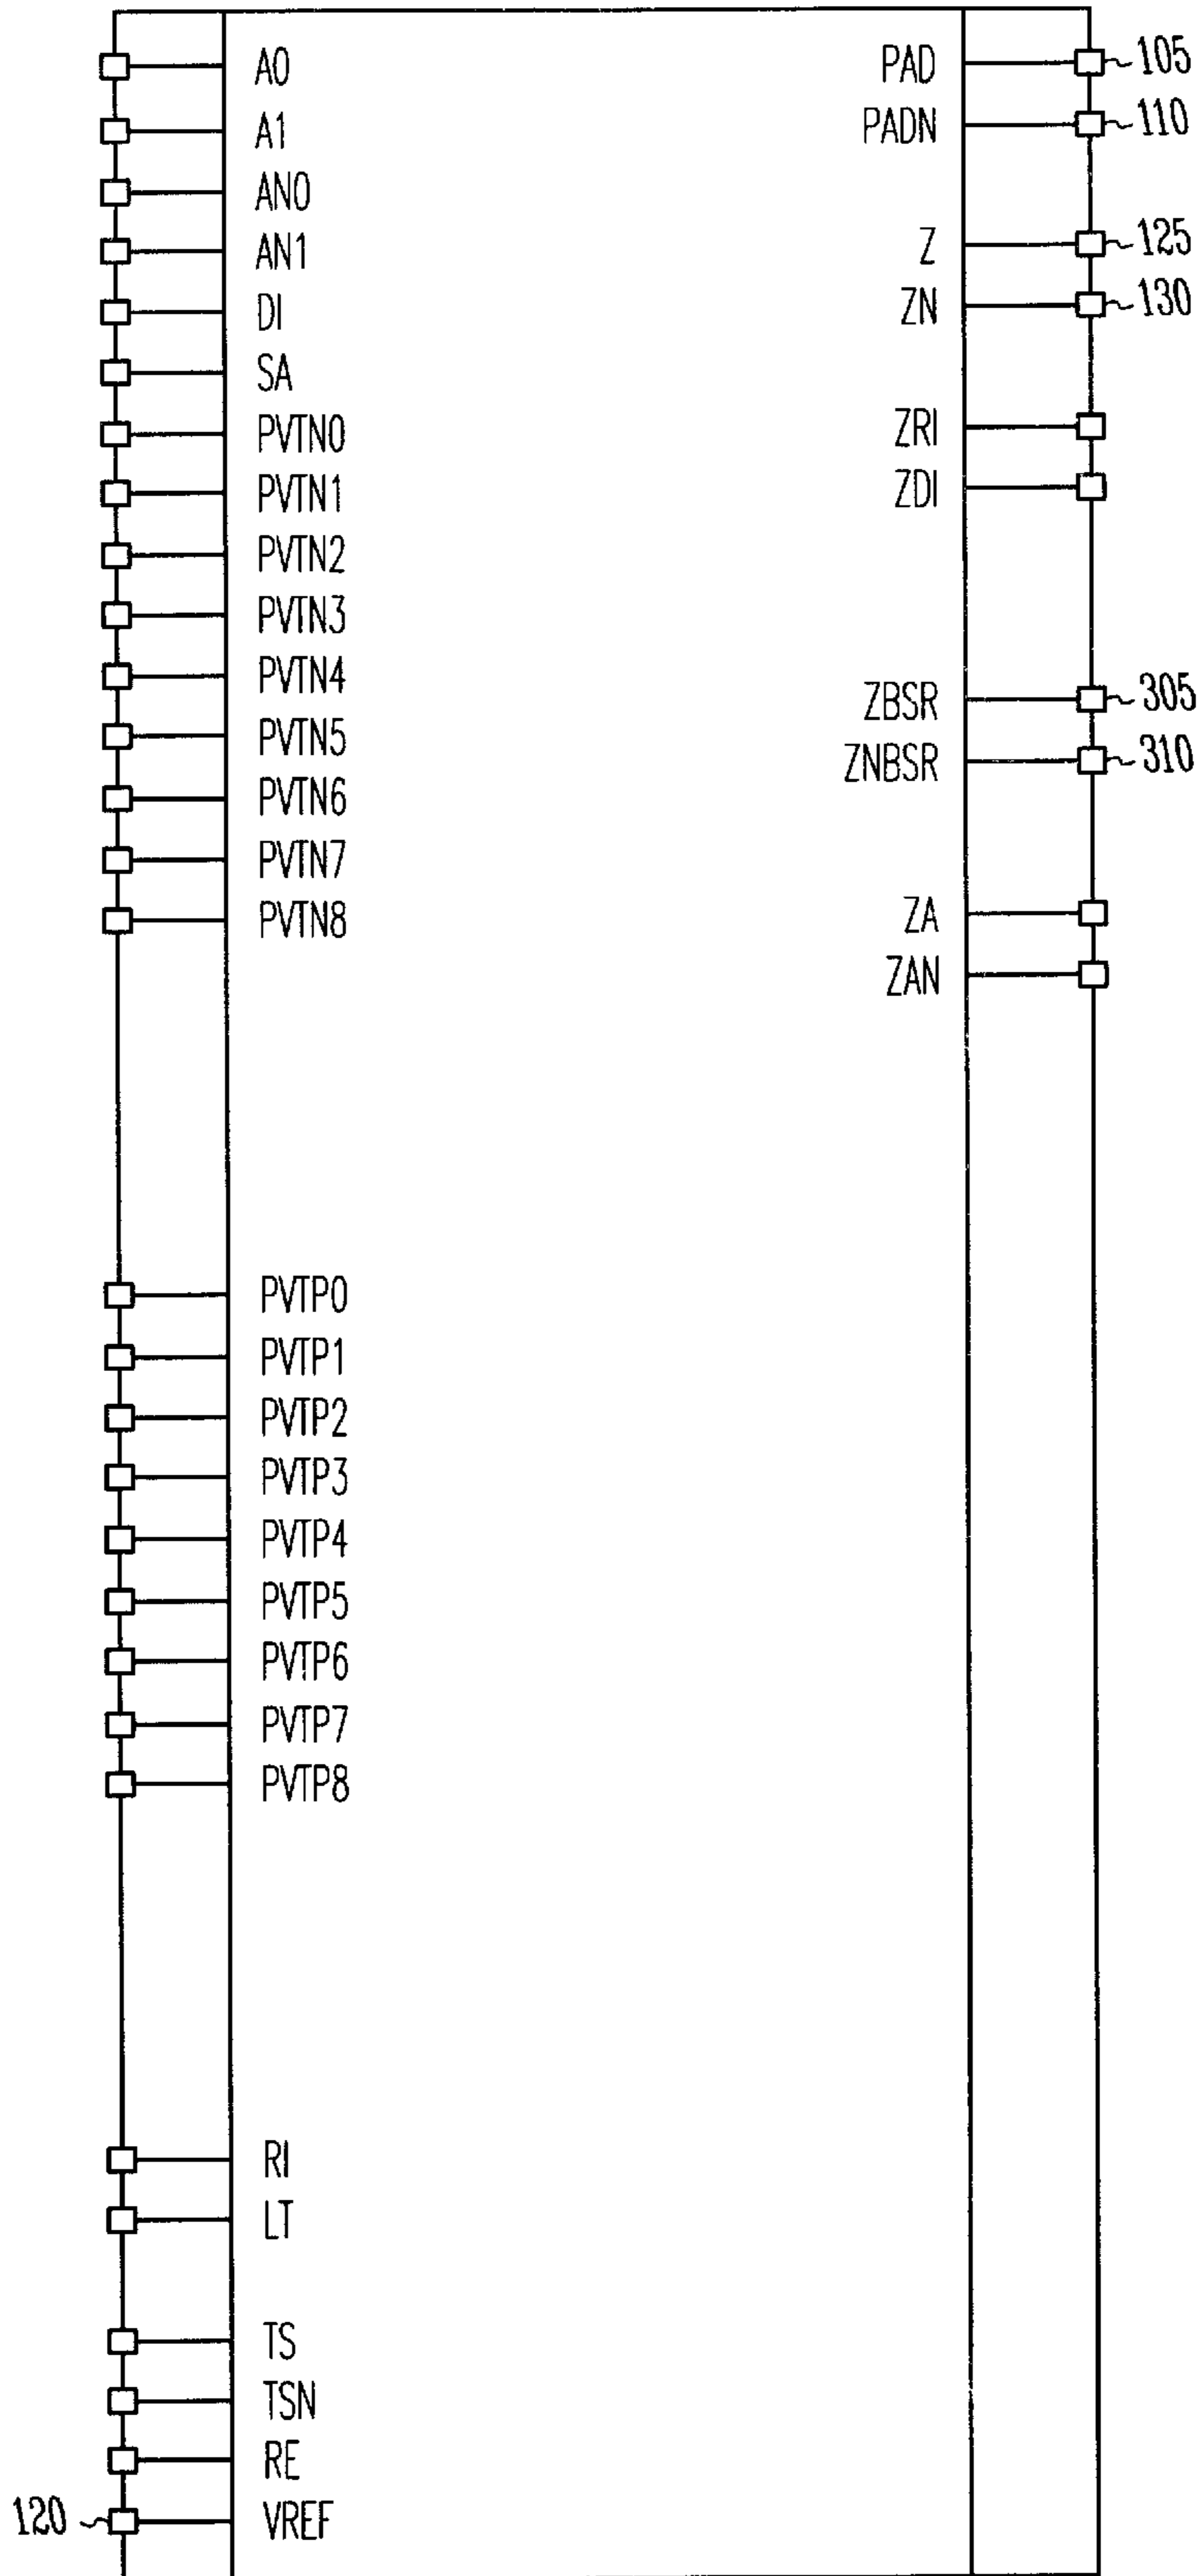 A0
A1
AN0
AN1
DI
SA
PVTN0
PVTN1
PVTN2
PVTN3
PVTN4
PVTN5
PVTN6
PVTN7
PVTN8
PVTP0
PVTP1
PVTP2
PVTP3
PVTP4
PVTP5
PVTP6
PVTP7
PVTP8
RI
LT
TS
TSN
RE
120 VREF
PAD 105
PADN 110
Z 125
ZN 130
ZRI
ZDI
ZBSR 305
ZNBSR 310
ZA
ZAN